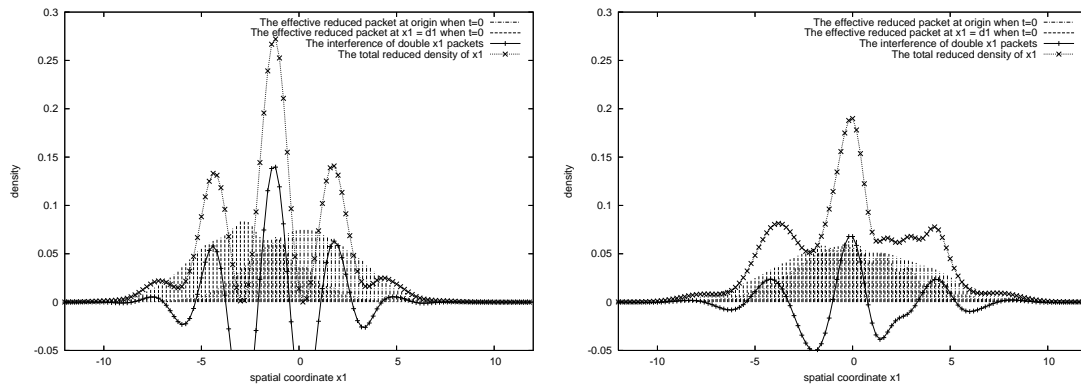 0.3
The effective reduced packet at origin when t=0
The effective reduced packet at x1 = d1 when t=0
The interference of double x1 packets
The total reduced density of x1
0.25
0.2
0.15
0.1
0.05
0
-0.05
density
-10
-5
0
5
10
spatial coordinate x1
0.3
The effective reduced packet at origin when t=0
The effective reduced packet at x1 = d1 when t=0
The interference of double x1 packets
The total reduced density of x1
0.25
0.2
0.15
0.1
0.05
0
-0.05
density
-10
-5
0
5
10
spatial coordinate x1